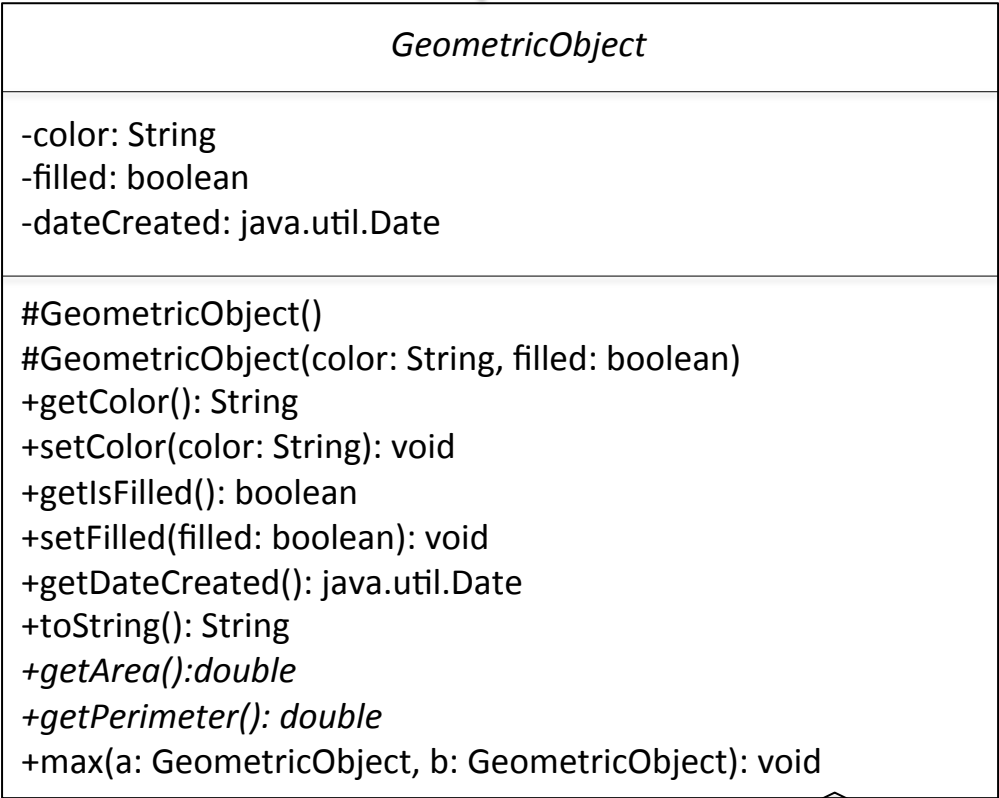 GeometricObject
-color: String
-filled: boolean
-dateCreated: java.util.Date
#GeometricObject()
#GeometricObject(color: String, filled: boolean)
+getColor(): String
+setColor(color: String): void
+getIsFilled(): boolean
+setFilled(filled: boolean): void
+getDateCreated(): java.util.Date
+toString(): String
+getArea():double
+getPerimeter(): double
+max(a: GeometricObject, b: GeometricObject): void